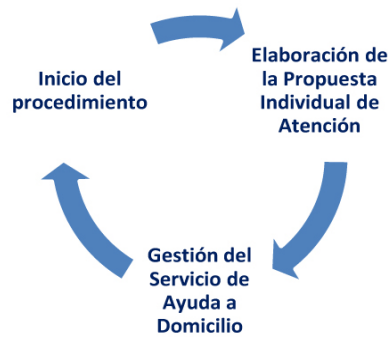 Inicio del
procedimiento
Elaboración de
la Propuesta
Individual de
Atención
Gestión del
Servicio de
Ayuda a
Domicilio